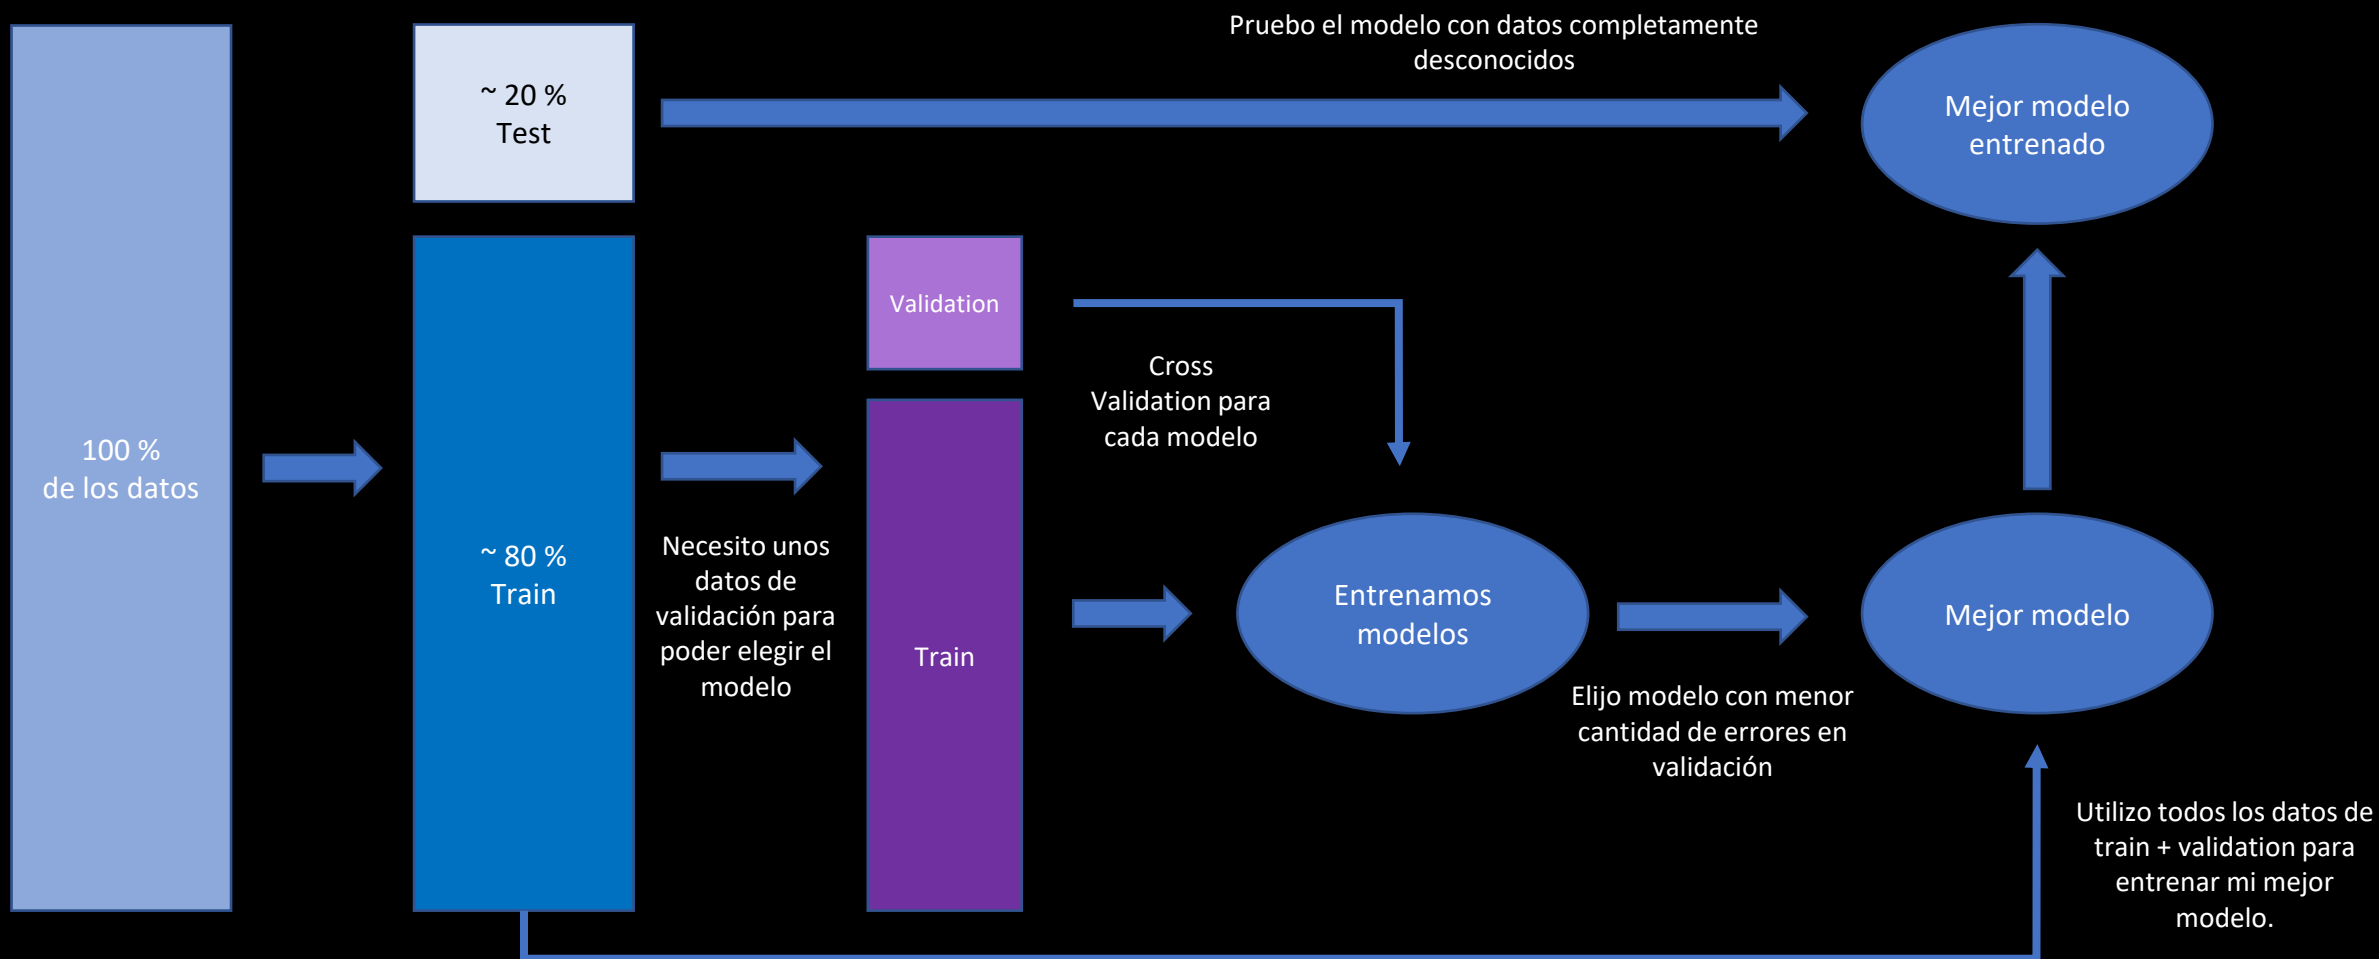 Pruebo el modelo con datos completamente
desconocidos
~ 20 %
Test
Mejor modelo
entrenado
Validation
Cross
Validation para
cada modelo
100 %
de los datos
~ 80 %
Train
Necesito unos
datos de
validación para
poder elegir el
modelo
Train
Entrenamos
modelos
Mejor modelo
Elijo modelo con menor
cantidad de errores en
validación
Utilizo todos los datos de
train + validation para
entrenar mi mejor
modelo.